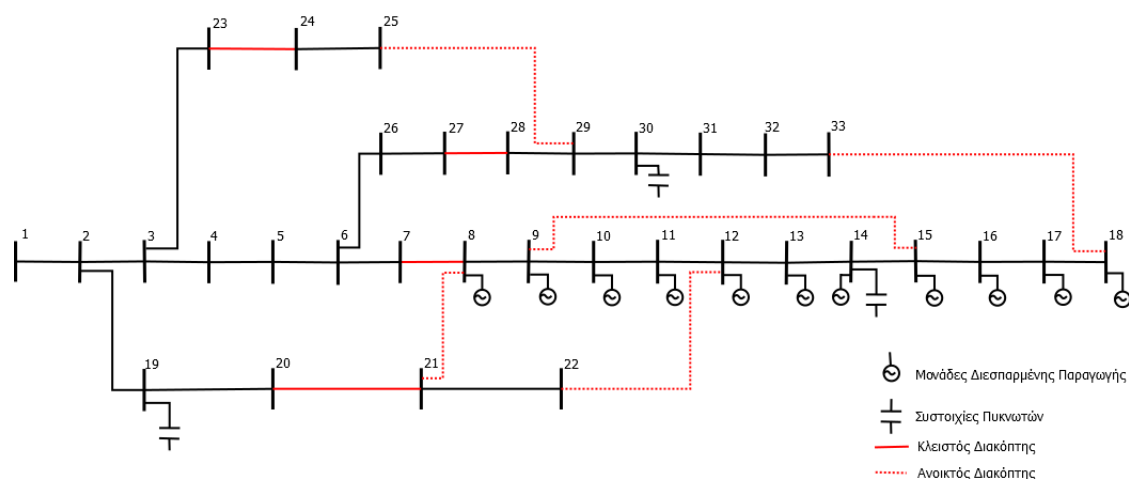 23 24 25
26 27 28 29 30 31 32 33
1 2 3 4 5 6 7 8 9 10 11 12 13 14 15 16 17 18
19 20 21 22
Μονάδες Διεσπαρμένης Παραγωγής
Συστοιχίες Πυκνωτών
Κλειστός Διακόπτης
Ανοικτός Διακόπτης